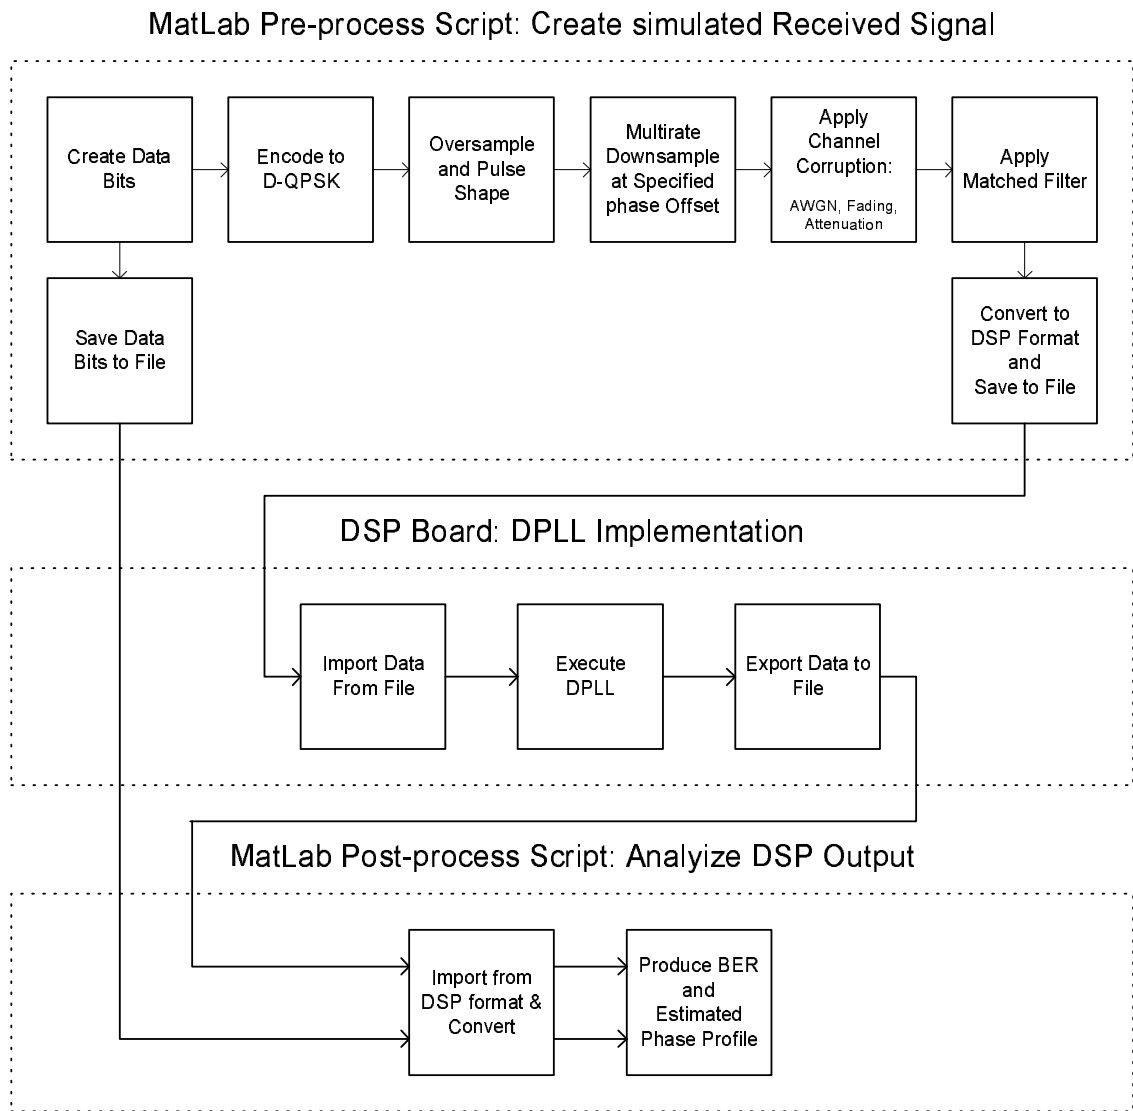 MatLab Pre-process Script: Create simulated Received Signal
Create Data
Bits
Encode to
D-QPSK
Oversample
and Pulse
Shape
Multirate
Downsample
at Specified
phase Offset
Apply
Channel
Corruption:
AWGN, Fading,
Attenuation
Apply
Matched Filter
Save Data
Bits to File
Convert to
DSP Format
and
Save to File
DSP Board: DPLL Implementation
Import Data
From File
Execute
DPLL
Export Data to
File
MatLab Post-process Script: Analyize DSP Output
Import from
DSP format &
Convert
Produce BER
and
Estimated
Phase Profile